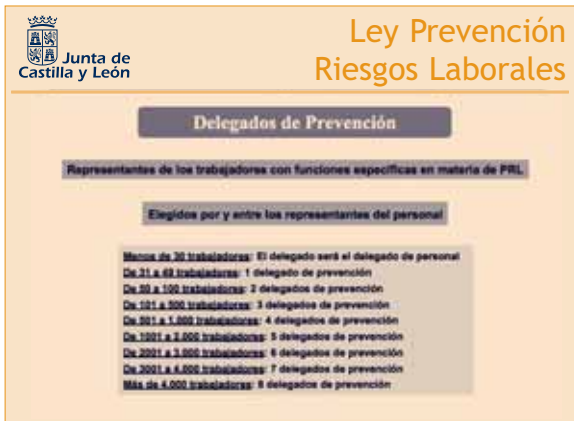 Junta de
Castilla y León
Ley Prevención
Riesgos Laborales
Delegados de Prevención
Representantes de los trabajadores con funciones específicas en materia de PRL
Elegidos por y entre los representantes del personal
Menos de 30 trabajadores: El delegado será el delegado de personal
De 31 a 49 trabajadores: 1 delegado de prevención
De 50 a 100 trabajadores: 2 delegados de prevención
De 101 a 500 trabajadores: 3 delegados de prevención
De 501 a 1.000 trabajadores: 4 delegados de prevención
De 1001 a 2.000 trabajadores: 5 delegados de prevención
De 2001 a 3.000 trabajadores: 6 delegados de prevención
De 3001 a 4.000 trabajadores: 7 delegados de prevención
Más de 4.000 trabajadores: 8 delegados de prevención